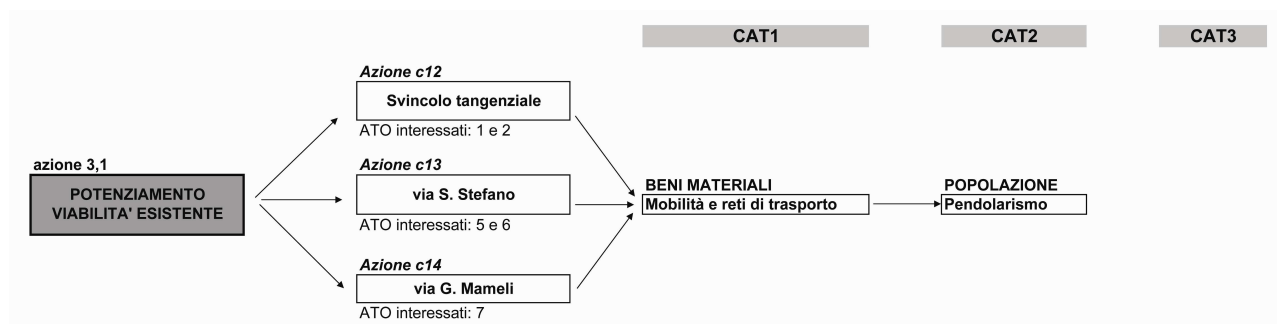 CAT1
CAT2
CAT3
Azione c12
Svincolo tangenziale
ATO interessati: 1 e 2
azione 3,1
POTENZIAMENTO
VIABILITA' ESISTENTE
Azione c13
via S. Stefano
ATO interessati: 5 e 6
BENI MATERIALI
Mobilità e reti di trasporto
POPOLAZIONE
Pendolarismo
Azione c14
via G. Mameli
ATO interessati: 7